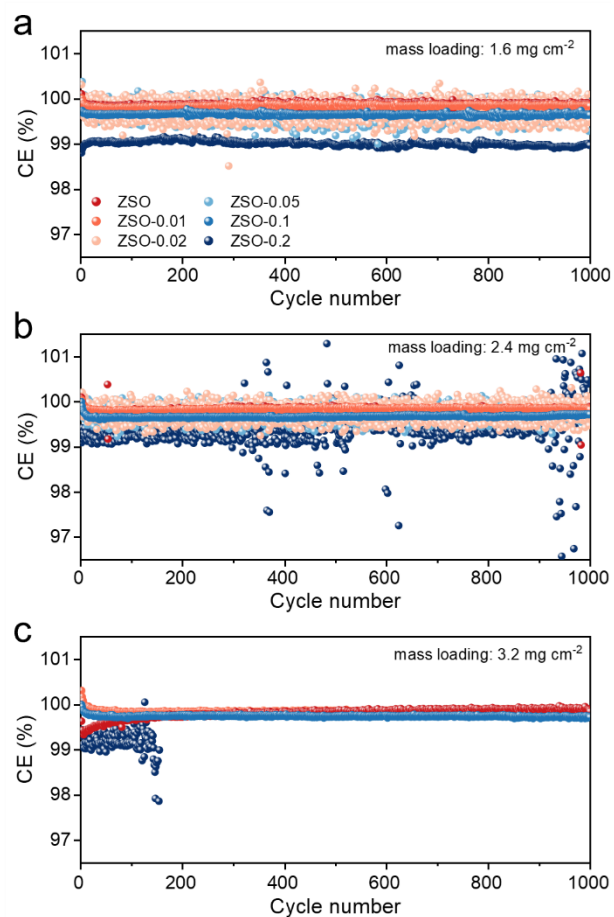 a
101
100
99
98
97
CE (%)
mass loading: 1.6 mg cm⁻²
ZSO
ZSO-0.05
ZSO-0.01
ZSO-0.1
ZSO-0.02
ZSO-0.2
0
200
400
600
800
1000
Cycle number
b
101
100
99
98
97
CE (%)
mass loading: 2.4 mg cm⁻²
0
200
400
600
800
1000
Cycle number
c
101
100
99
98
97
CE (%)
mass loading: 3.2 mg cm⁻²
0
200
400
600
800
1000
Cycle number